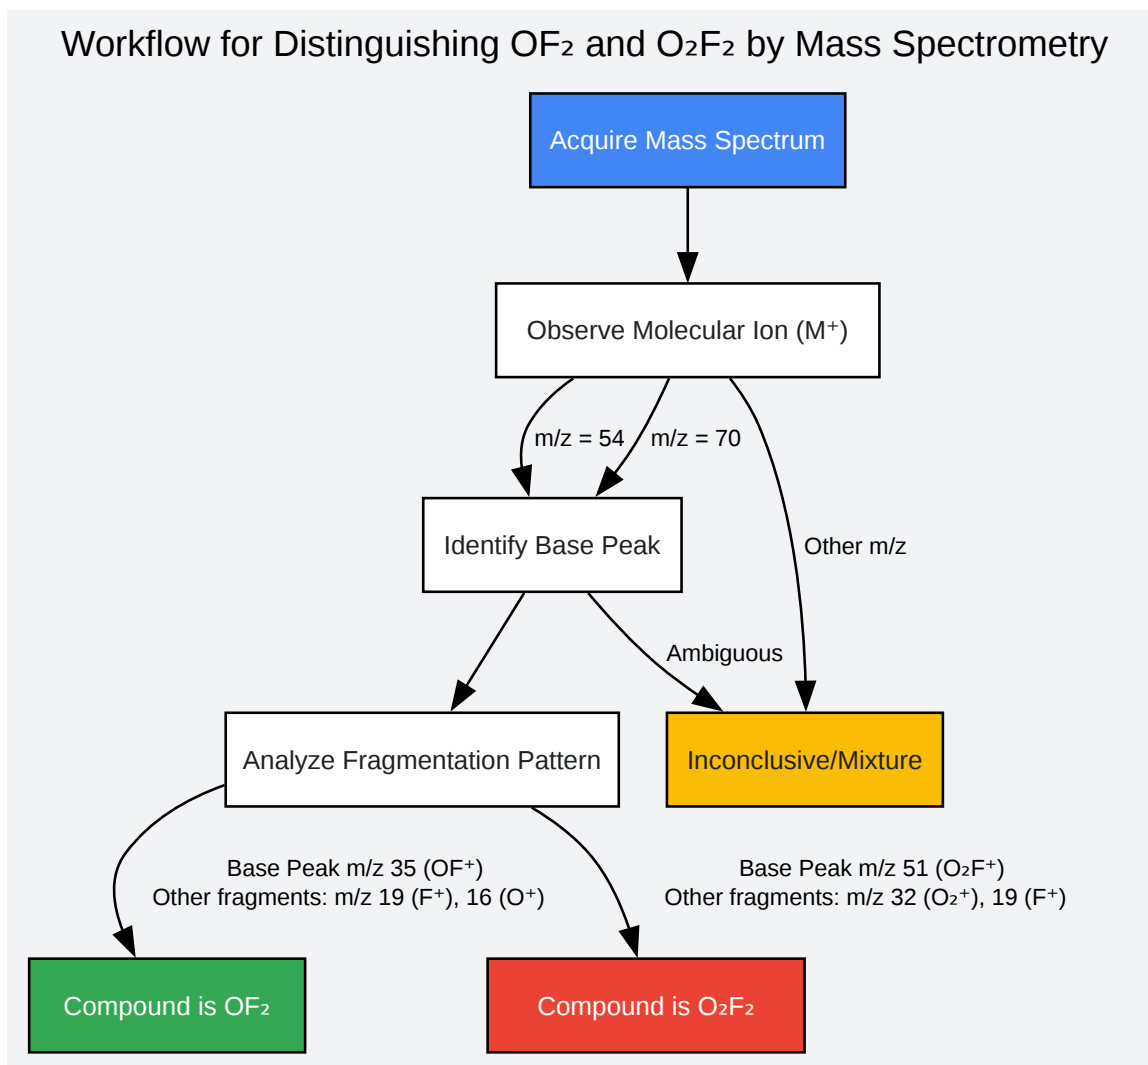 Workflow for Distinguishing OF₂ and O₂F₂ by Mass Spectrometry
Acquire Mass Spectrum
Observe Molecular Ion (M⁺)
m/z = 54
m/z = 70
Identify Base Peak
Other m/z
Ambiguous
Analyze Fragmentation Pattern
Inconclusive/Mixture
Base Peak m/z 35 (OF⁺)
Other fragments: m/z 19 (F⁺), 16 (O⁺)
Base Peak m/z 51 (O₂F⁺)
Other fragments: m/z 32 (O₂⁺), 19 (F⁺)
Compound is OF₂
Compound is O₂F₂